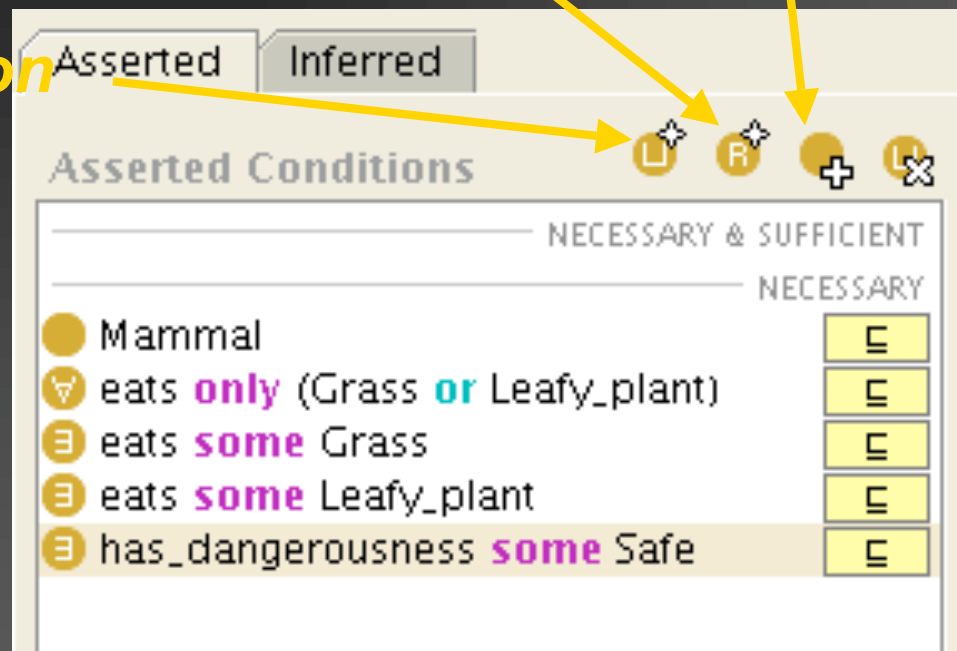 on
Asserted Inferred
Asserted Conditions
NECESSARY & SUFFICIENT
NECESSARY
Mammal ⊑
∀ eats only (Grass or Leafy_plant) ⊑
∃ eats some Grass ⊑
∃ eats some Leafy_plant ⊑
∃ has_dangerousness some Safe ⊑